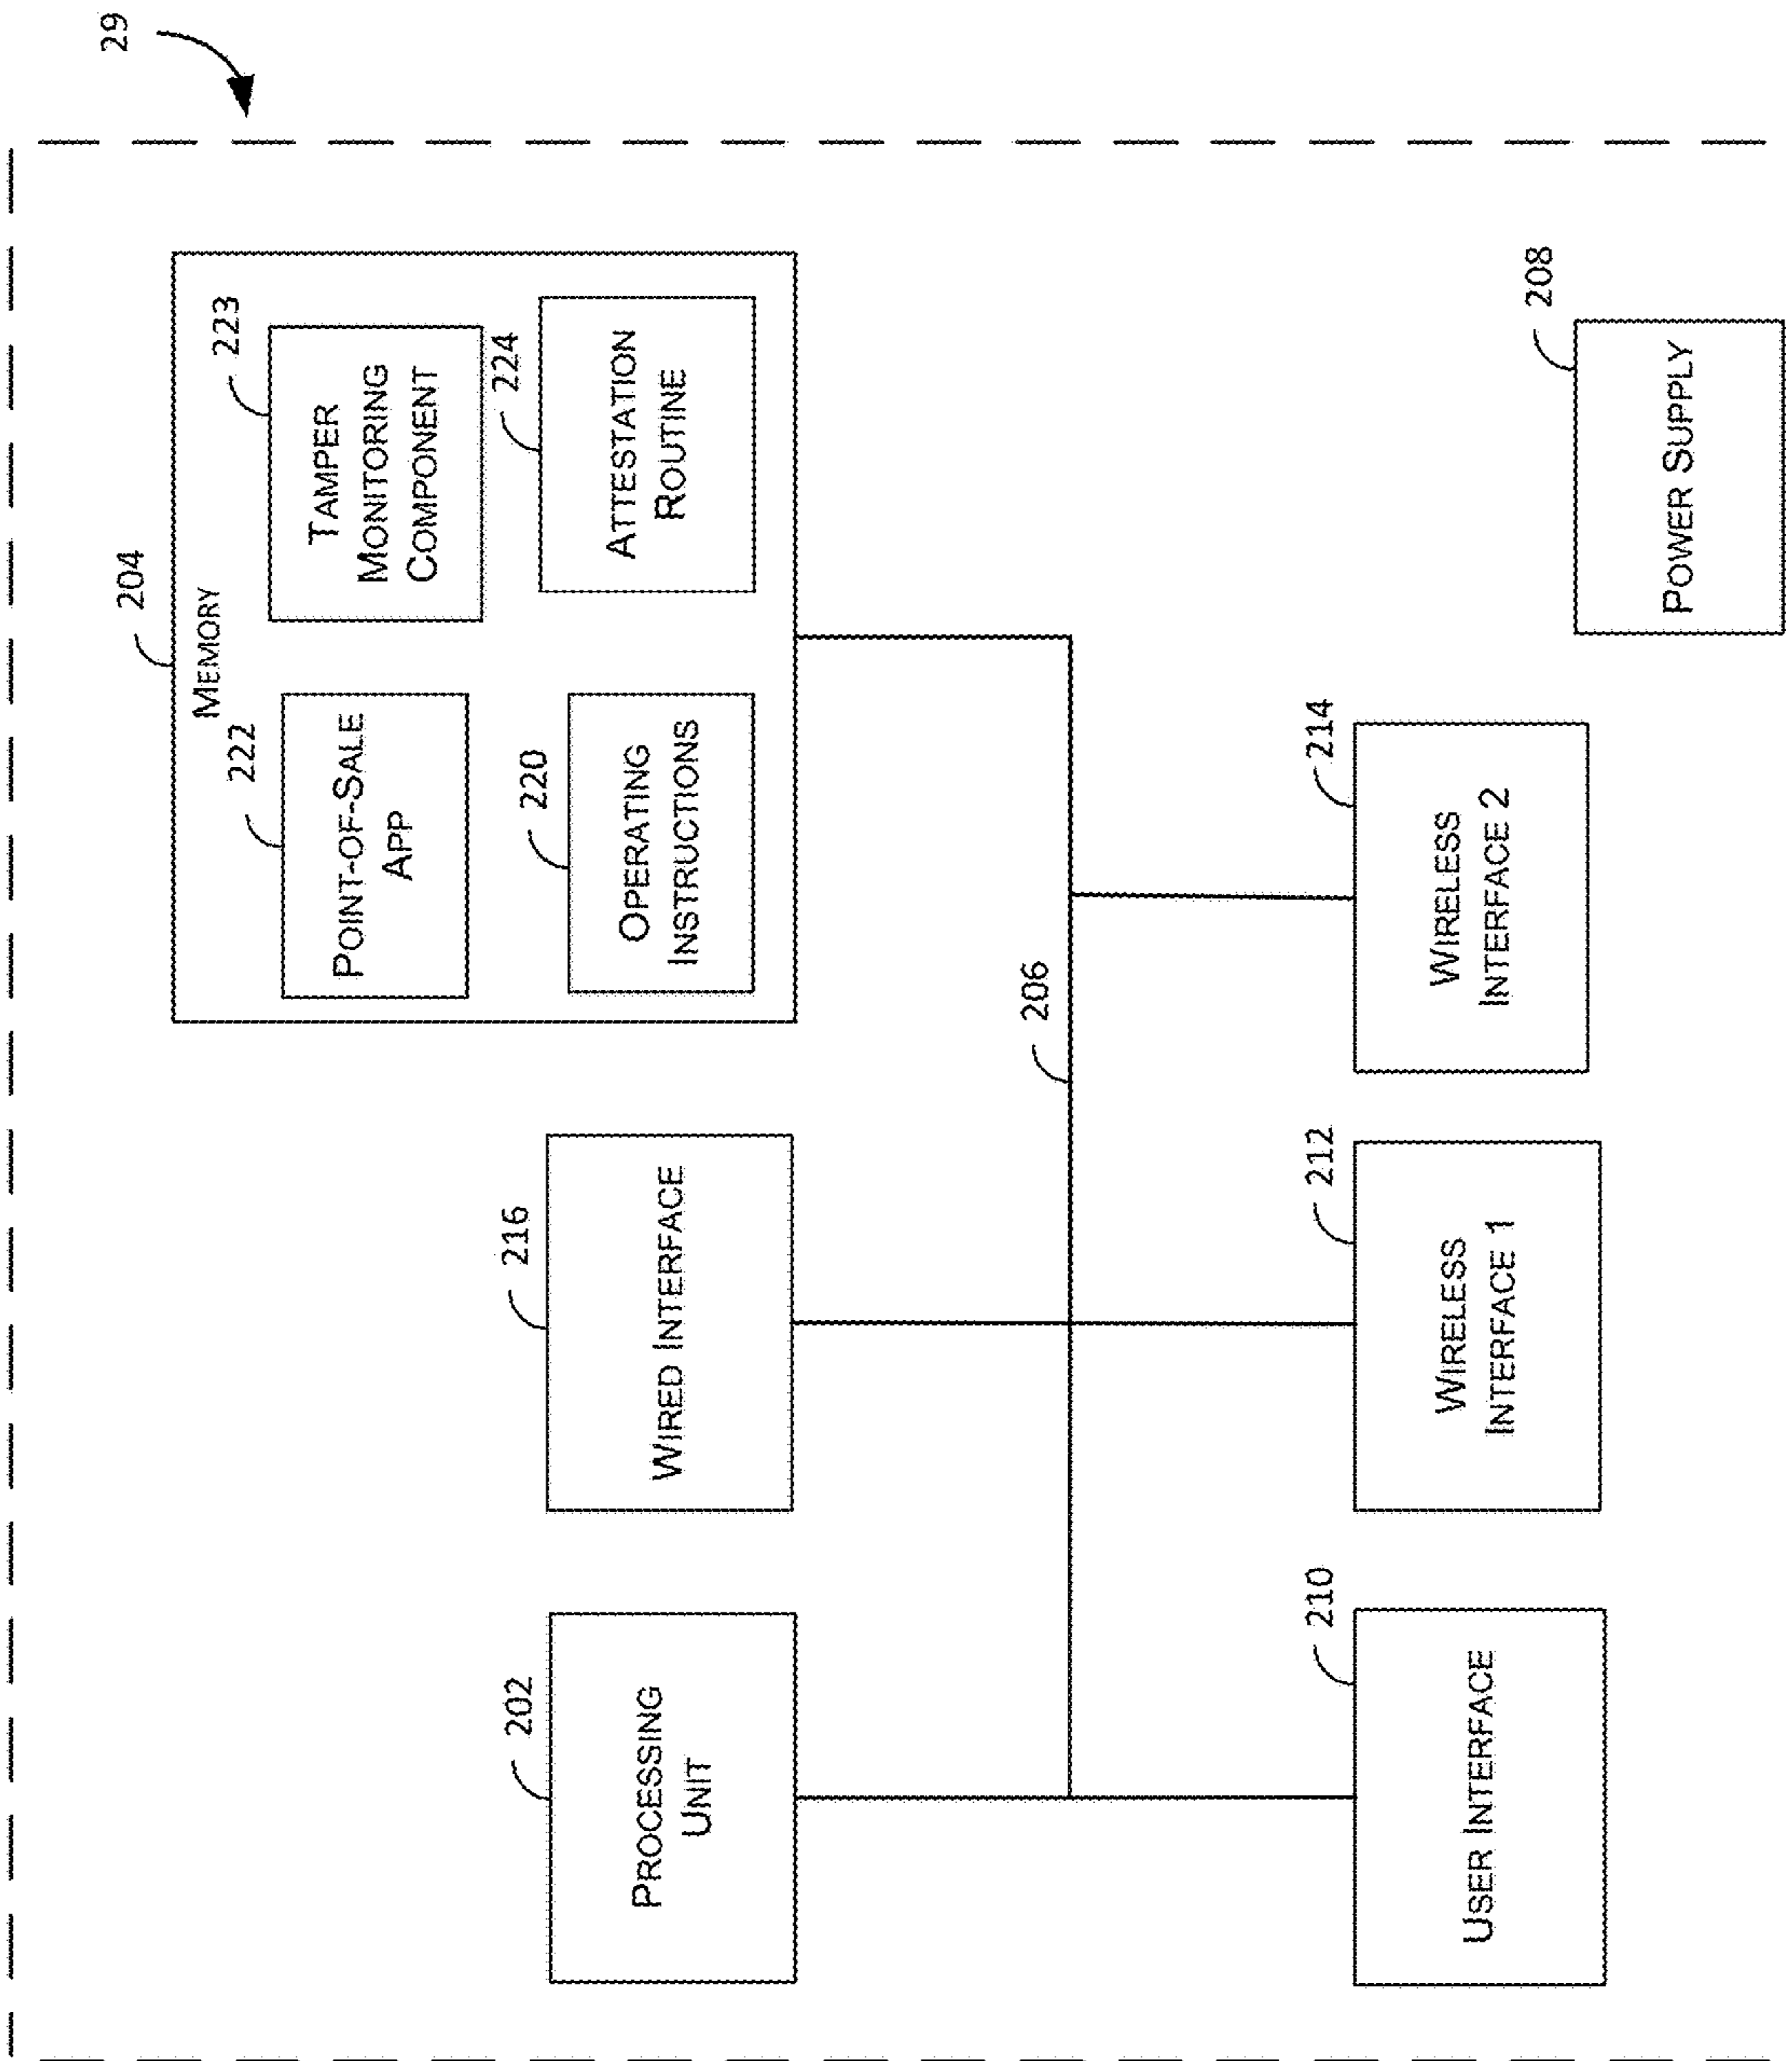 29
204
MEMORY
222
POINT-OF-SALE
APP
223
TAMPER
MONITORING
COMPONENT
220
OPERATING
INSTRUCTIONS
224
ATTESTATION
ROUTINE
202
PROCESSING
UNIT
216
WIRED INTERFACE
206
210
USER INTERFACE
212
WIRELESS
INTERFACE 1
214
WIRELESS
INTERFACE 2
208
POWER SUPPLY